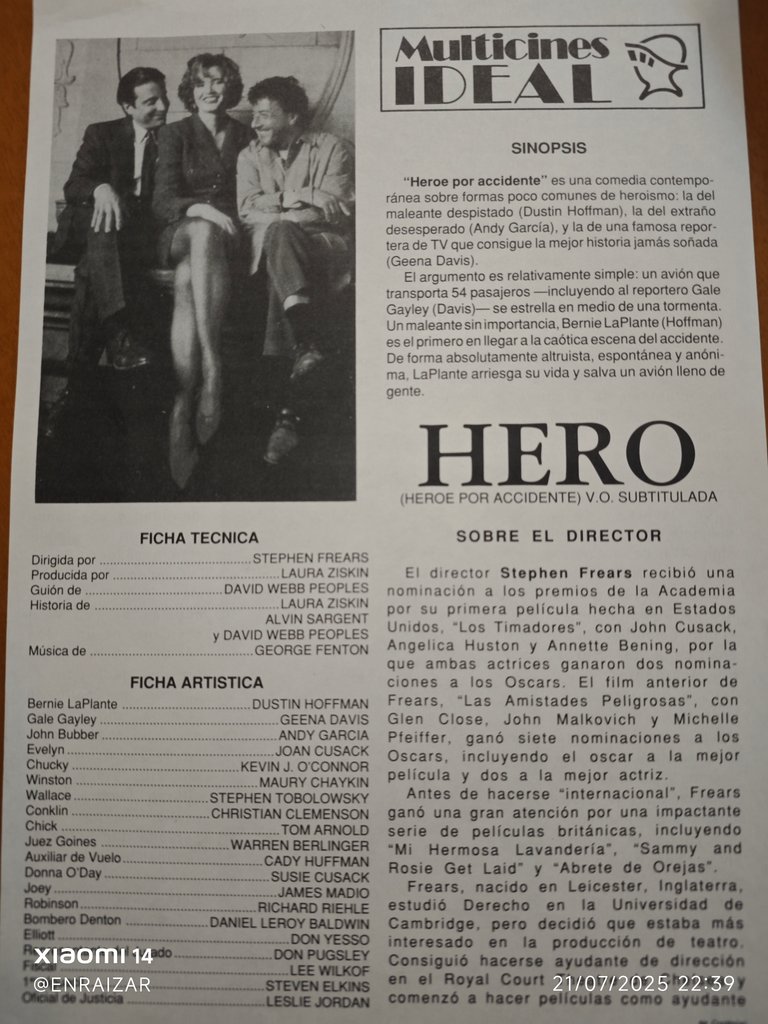 Multicines
IDEAL
SINOPSIS
"Heroe por accidente" es una comedia contempo-
ránea sobre formas poco comunes de heroismo: la del
maleante despistado (Dustin Hoffman), la del extraño
desesperado (Andy García), y la de una famosa repor-
tera de TV que consigue la mejor historia jamás soñada
(Geena Davis).
El argumento es relativamente simple: un avión que
transporta 54 pasajeros —incluyendo al reportero Gale
Gayley (Davis)— se estrella en medio de una tormenta.
Un maleante sin importancia, Bernie LaPlante (Hoffman)
es el primero en llegar a la caótica escena del accidente.
De forma absolutamente altruista, espontánea y anóni-
ma, LaPlante arriesga su vida y salva un avión lleno de
gente.
HERO
(HEROE POR ACCIDENTE) V.O. SUBTITULADA
FICHA TECNICA
Dirigida por ... STEPHEN FREARS
Producida por ... LAURA ZISKIN
Guión de ... DAVID WEBB PEOPLES
Historia de ... LAURA ZISKIN
ALVIN SARGENT
y DAVID WEBB PEOPLES
Música de ... GEORGE FENTON
FICHA ARTISTICA
Bernie LaPlante ... DUSTIN HOFFMAN
Gale Gayley ... GEENA DAVIS
John Bubber ... ANDY GARCIA
Evelyn ... JOAN CUSACK
Chucky ... KEVIN J. O'CONNOR
Winston ... MAURY CHAYKIN
Wallace ... STEPHEN TOBOLOWSKY
Conklin ... CHRISTIAN CLEMENSON
Chick ... TOM ARNOLD
Juez Goines ... WARREN BERLINGER
Auxiliar de Vuelo ... CADY HUFFMAN
Donna O'Day ... SUSIE CUSACK
Joey ... JAMES MADIO
Robinson ... RICHARD RIEHLE
Bombero Denton ... DANIEL LEROY BALDWIN
Elliott ... DON YESSO
DON PUGSLEY
Fiscal ... LEE WILKOF
STEVEN ELKINS
Oficial de Justicia ... LESLIE JORDAN
SOBRE EL DIRECTOR
El director Stephen Frears recibió una
nominación a los premios de la Academia
por su primera película hecha en Estados
Unidos, "Los Timadores", con John Cusack,
Angelica Huston y Annette Bening, por la
que ambas actrices ganaron dos nomina-
ciones a los Oscars. El film anterior de
Frears, "Las Amistades Peligrosas", con
Glen Close, John Malkovich y Michelle
Pfeiffer, ganó siete nominaciones a los
Oscars, incluyendo el oscar a la mejor
película y dos a la mejor actriz.
Antes de hacerse "internacional", Frears
ganó una gran atención por una impactante
serie de películas británicas, incluyendo
"Mi Hermosa Lavandería", "Sammy and
Rosie Get Laid" y "Abrete de Orejas".
Frears, nacido en Leicester, Inglaterra,
estudió Derecho en la Universidad de
Cambridge, pero decidió que estaba más
interesado en la producción de teatro.
Consiguió hacerse ayudante de dirección
en el Royal Court y
comenzó a hacer películas como ayudante
xiaomi 14
@ENRAIZAR
21/07/2025 22:39